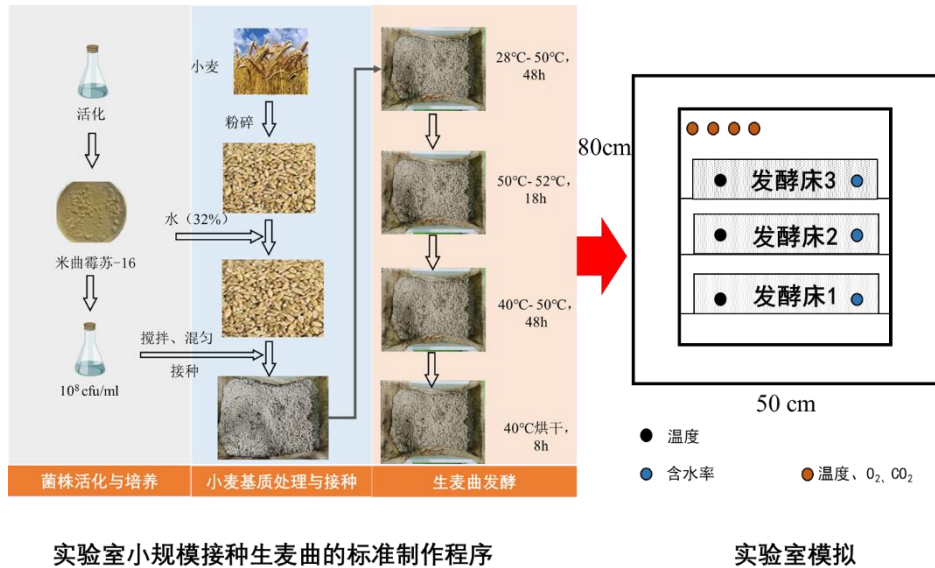 活化
米曲霉苏-16
10⁸ cfu/ml
菌株活化与培养
小麦
粉碎
水（32%）
搅拌、混匀
接种
小麦基质处理与接种
28℃- 50℃，
48h
50℃- 52℃，
18h
40℃- 50℃，
48h
40℃烘干，
8h
生麦曲发酵
80cm
发酵床3
发酵床2
发酵床1
50 cm
温度
含水率
温度、O₂、CO₂
实验室小规模接种生麦曲的标准制作程序
实验室模拟